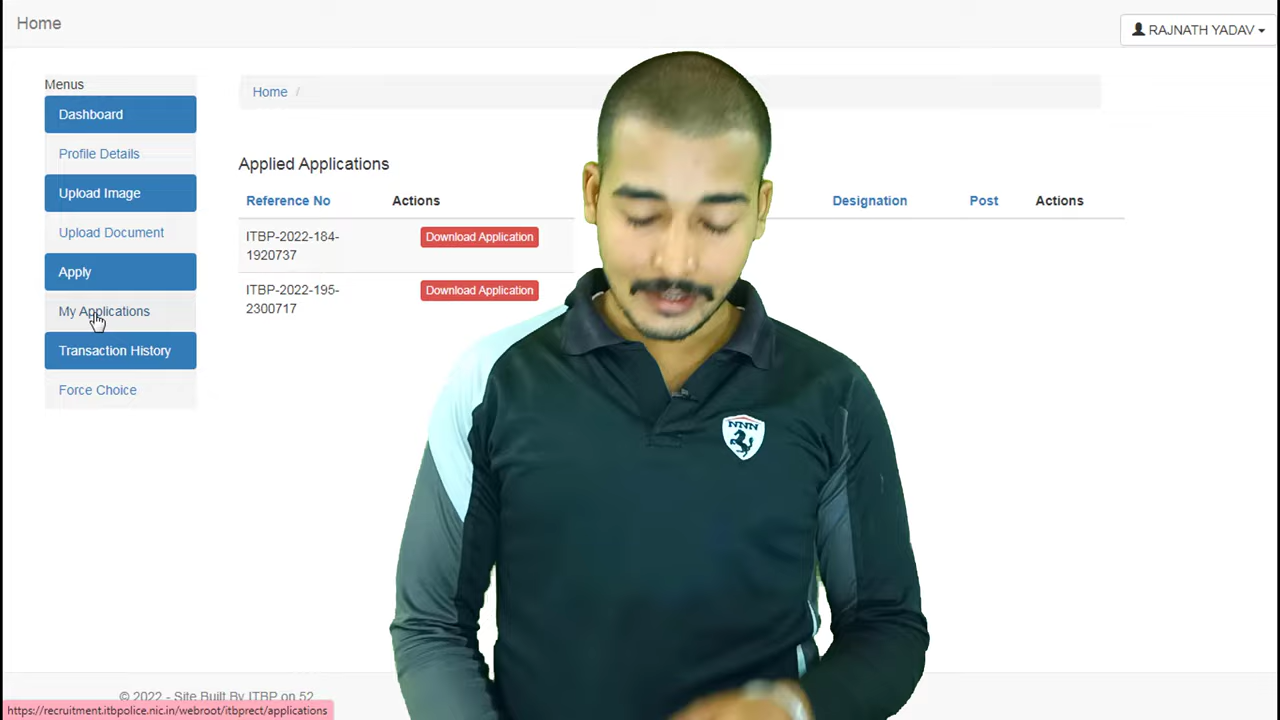 Home
RAJNATH YADAV
Menus
Dashboard
Profile Details
Upload Image
Upload Document
Apply
My Applications
Transaction History
Force Choice
Home /
Applied Applications
Reference No Actions Designation Post Actions
ITBP-2022-184-
1920737
Download Application
ITBP-2022-195-
2300717
Download Application
NNN
© 2022 - Site Built By ITBP on 52
https://recruitment.itbpolice.nic.in/webroot/itbprect/applications